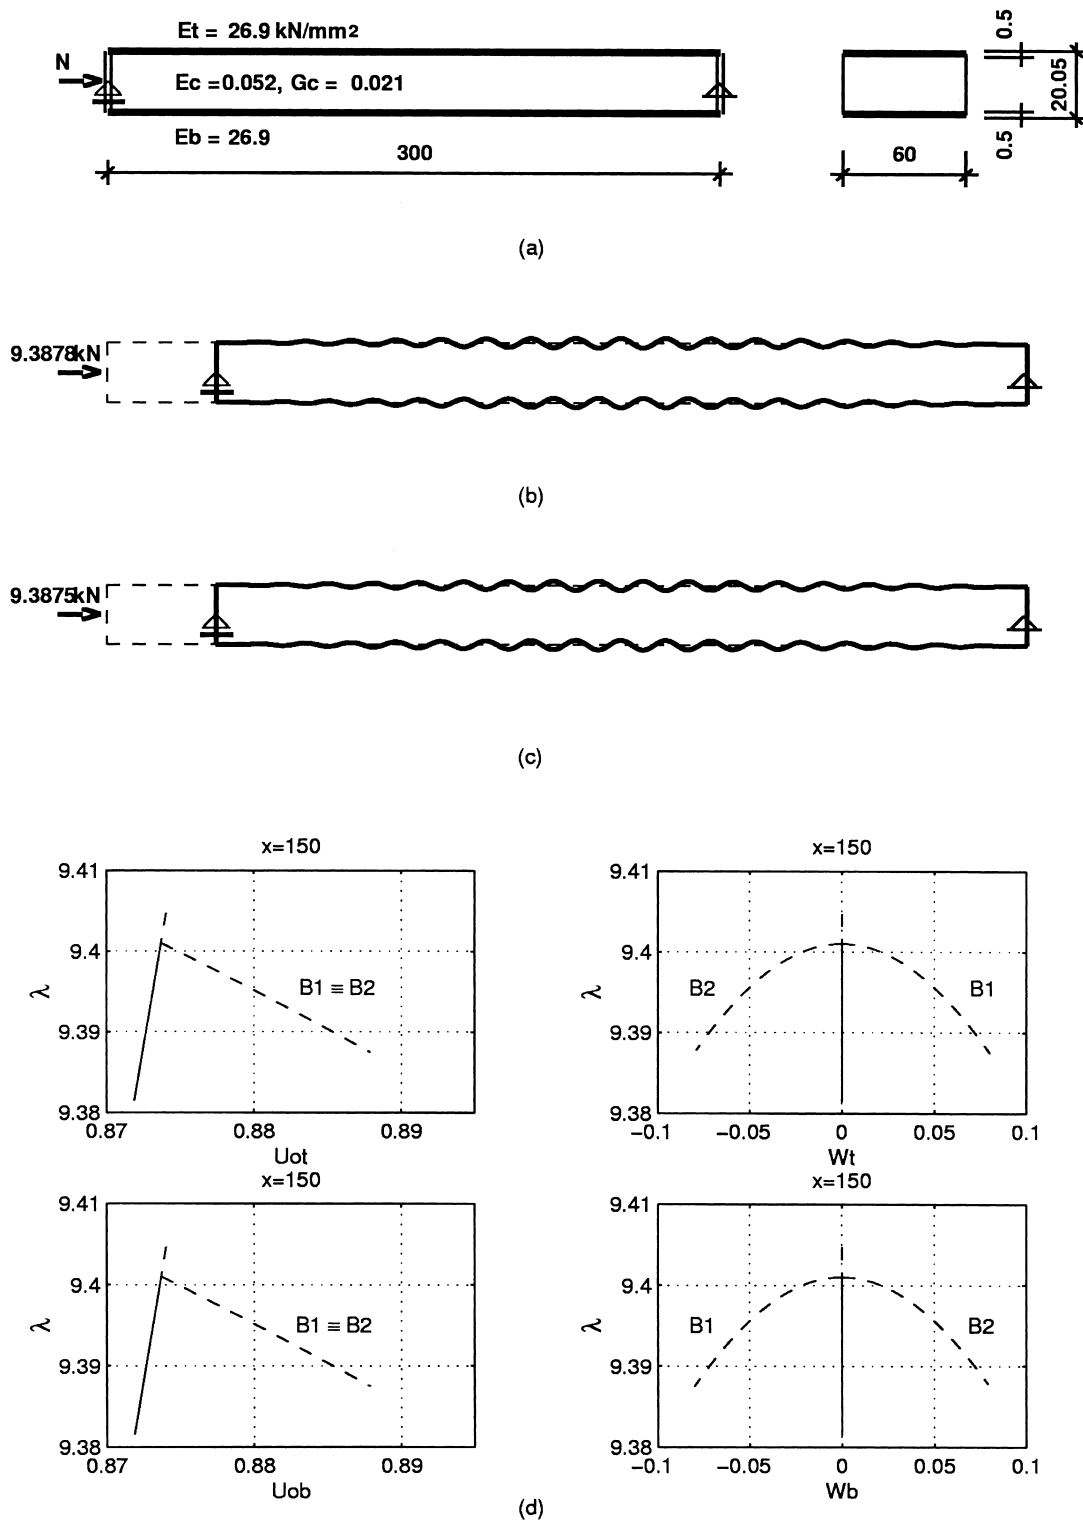 Et = 26.9 kN/mm2
N
Ec =0.052, Gc = 0.021
Eb = 26.9
300
60
0.5
20.05
0.5
(a)
9.3878kN
(b)
9.3875kN
(c)
x=150
9.41
9.4
9.39
9.38
λ
B1 ≡ B2
0.87
0.88
0.89
Uot
x=150
9.41
9.4
9.39
9.38
λ
B2
B1
−0.1
−0.05
0
0.05
0.1
Wt
x=150
9.41
9.4
9.39
9.38
λ
B1 ≡ B2
0.87
0.88
0.89
Uob
x=150
9.41
9.4
9.39
9.38
λ
B1
B2
−0.1
−0.05
0
0.05
0.1
Wb
(d)